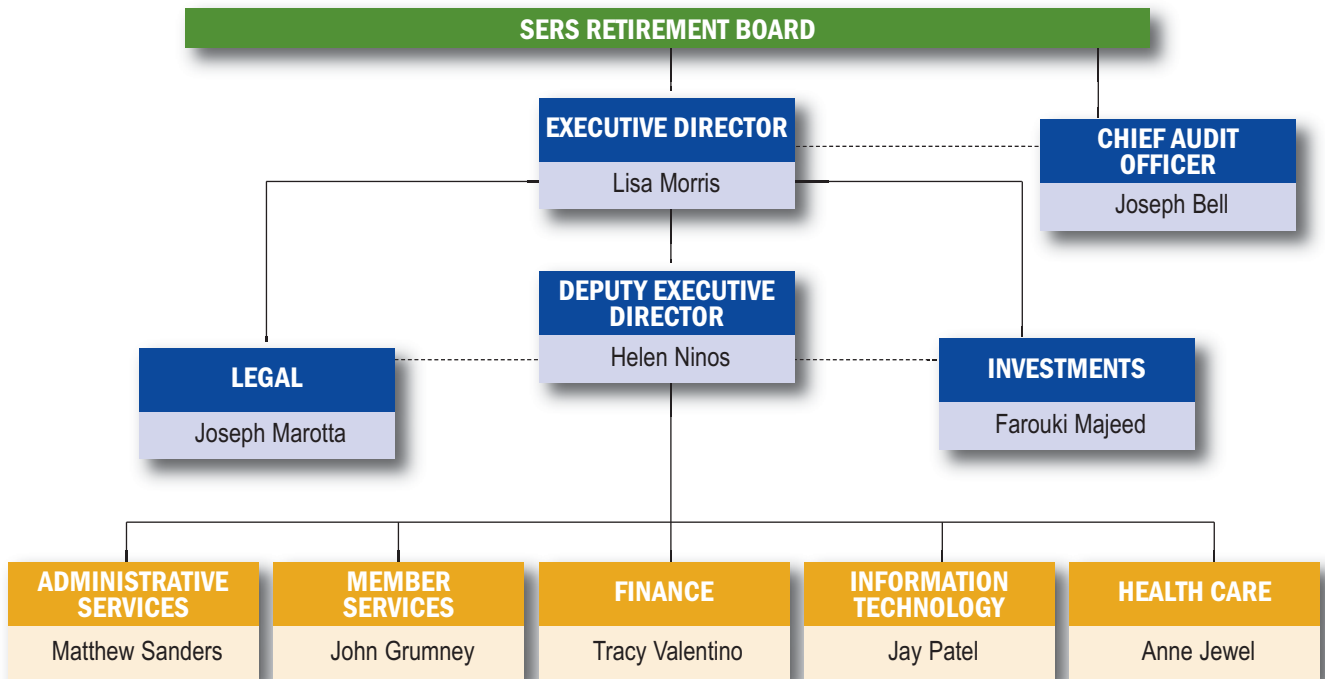 SERS RETIREMENT BOARD
EXECUTIVE DIRECTOR
Lisa Morris
CHIEF AUDIT
OFFICER
Joseph Bell
DEPUTY EXECUTIVE
DIRECTOR
Helen Ninos
LEGAL
Joseph Marotta
INVESTMENTS
Farouki Majeed
ADMINISTRATIVE
SERVICES
Matthew Sanders
MEMBER
SERVICES
John Grumney
FINANCE
Tracy Valentino
INFORMATION
TECHNOLOGY
Jay Patel
HEALTH CARE
Anne Jewel